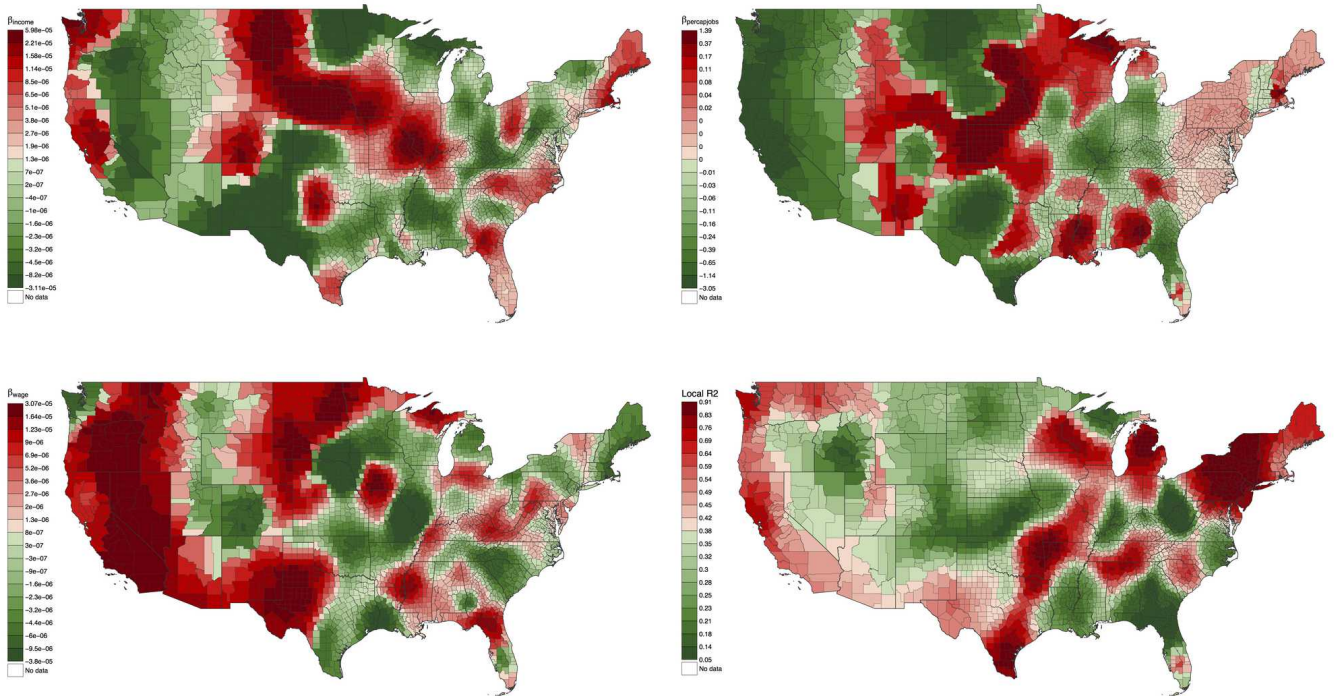 βincome
5.98e−05
2.21e−05
1.58e−05
1.14e−05
8.5e−06
6.5e−06
5.1e−06
3.8e−06
2.7e−06
1.9e−06
1.3e−06
7e−07
2e−07
−4e−07
−1e−06
−1.6e−06
−2.3e−06
−3.2e−06
−4.5e−06
−8.2e−06
−3.11e−05
No data
βpercapjobs
1.39
0.37
0.17
0.11
0.08
0.04
0.02
0
0
0
0
−0.01
−0.03
−0.06
−0.11
−0.16
−0.24
−0.39
−0.65
−1.14
−3.05
No data
βwage
3.07e−05
1.64e−05
1.23e−05
9e−06
6.9e−06
5.2e−06
3.6e−06
2.7e−06
2e−06
1.3e−06
8e−07
3e−07
−3e−07
−9e−07
−1.6e−06
−2.4e−06
−3.2e−06
−4.4e−06
−6e−06
−9.5e−06
−3.8e−05
No data
Local R2
0.91
0.83
0.76
0.69
0.64
0.59
0.54
0.49
0.45
0.42
0.38
0.35
0.32
0.3
0.28
0.25
0.23
0.21
0.18
0.14
0.05
No data